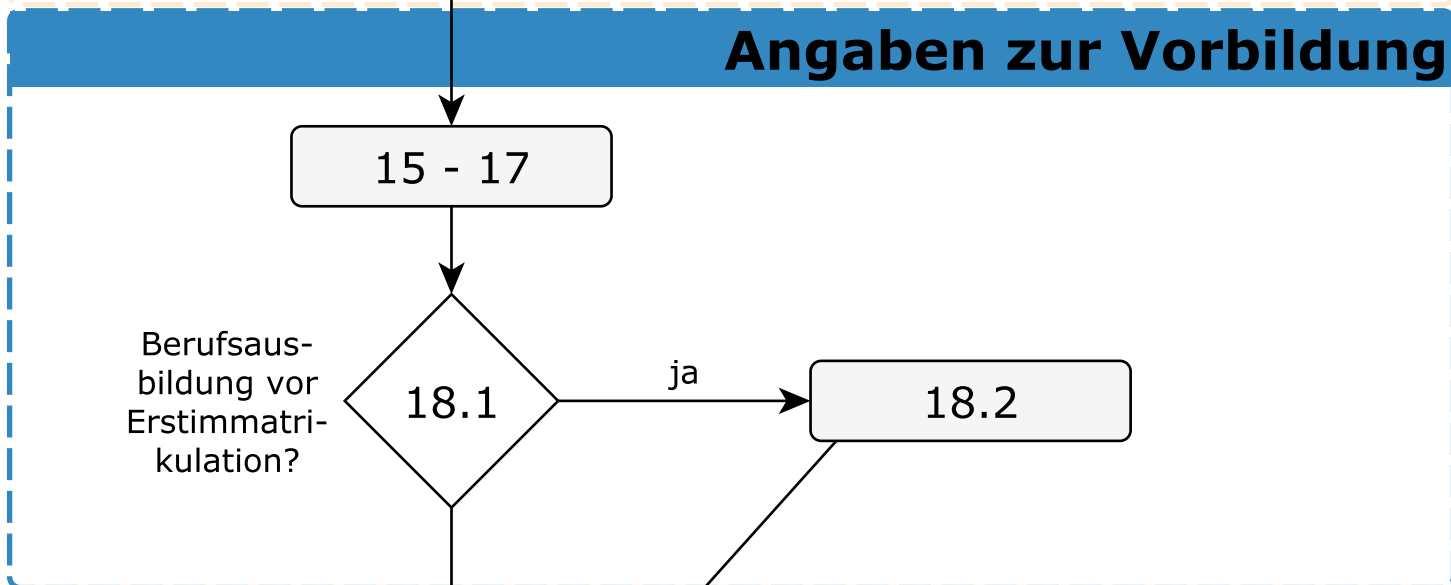 Angaben zur Vorbildung
15 - 17
Berufsaus-
bildung vor
Erstimmatri-
kulation?
18.1
ja
18.2